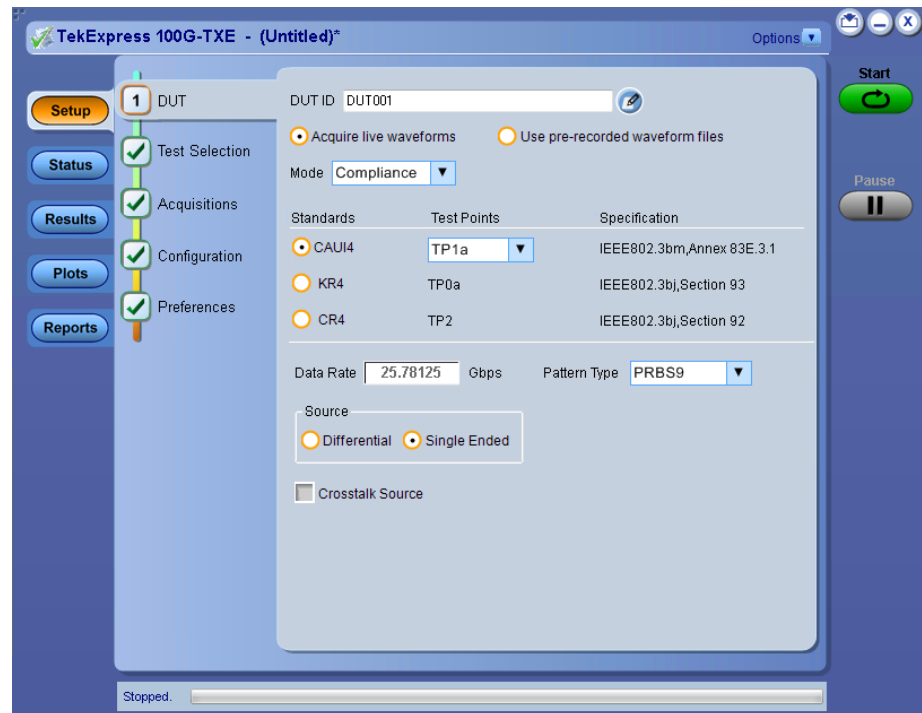 TekExpress 100G-TXE - (Untitled)*
Options
Start
Pause
Setup
Status
Results
Plots
Reports
1 DUT
Test Selection
Acquisitions
Configuration
Preferences
DUT ID DUT001
Acquire live waveforms Use pre-recorded waveform files
Mode Compliance
Standards Test Points Specification
CAUI4 TP1a IEEE802.3bm,Annex 83E.3.1
KR4 TP0a IEEE802.3bj,Section 93
CR4 TP2 IEEE802.3bj,Section 92
Data Rate 25.78125 Gbps Pattern Type PRBS9
Source
Differential Single Ended
Crosstalk Source
Stopped.